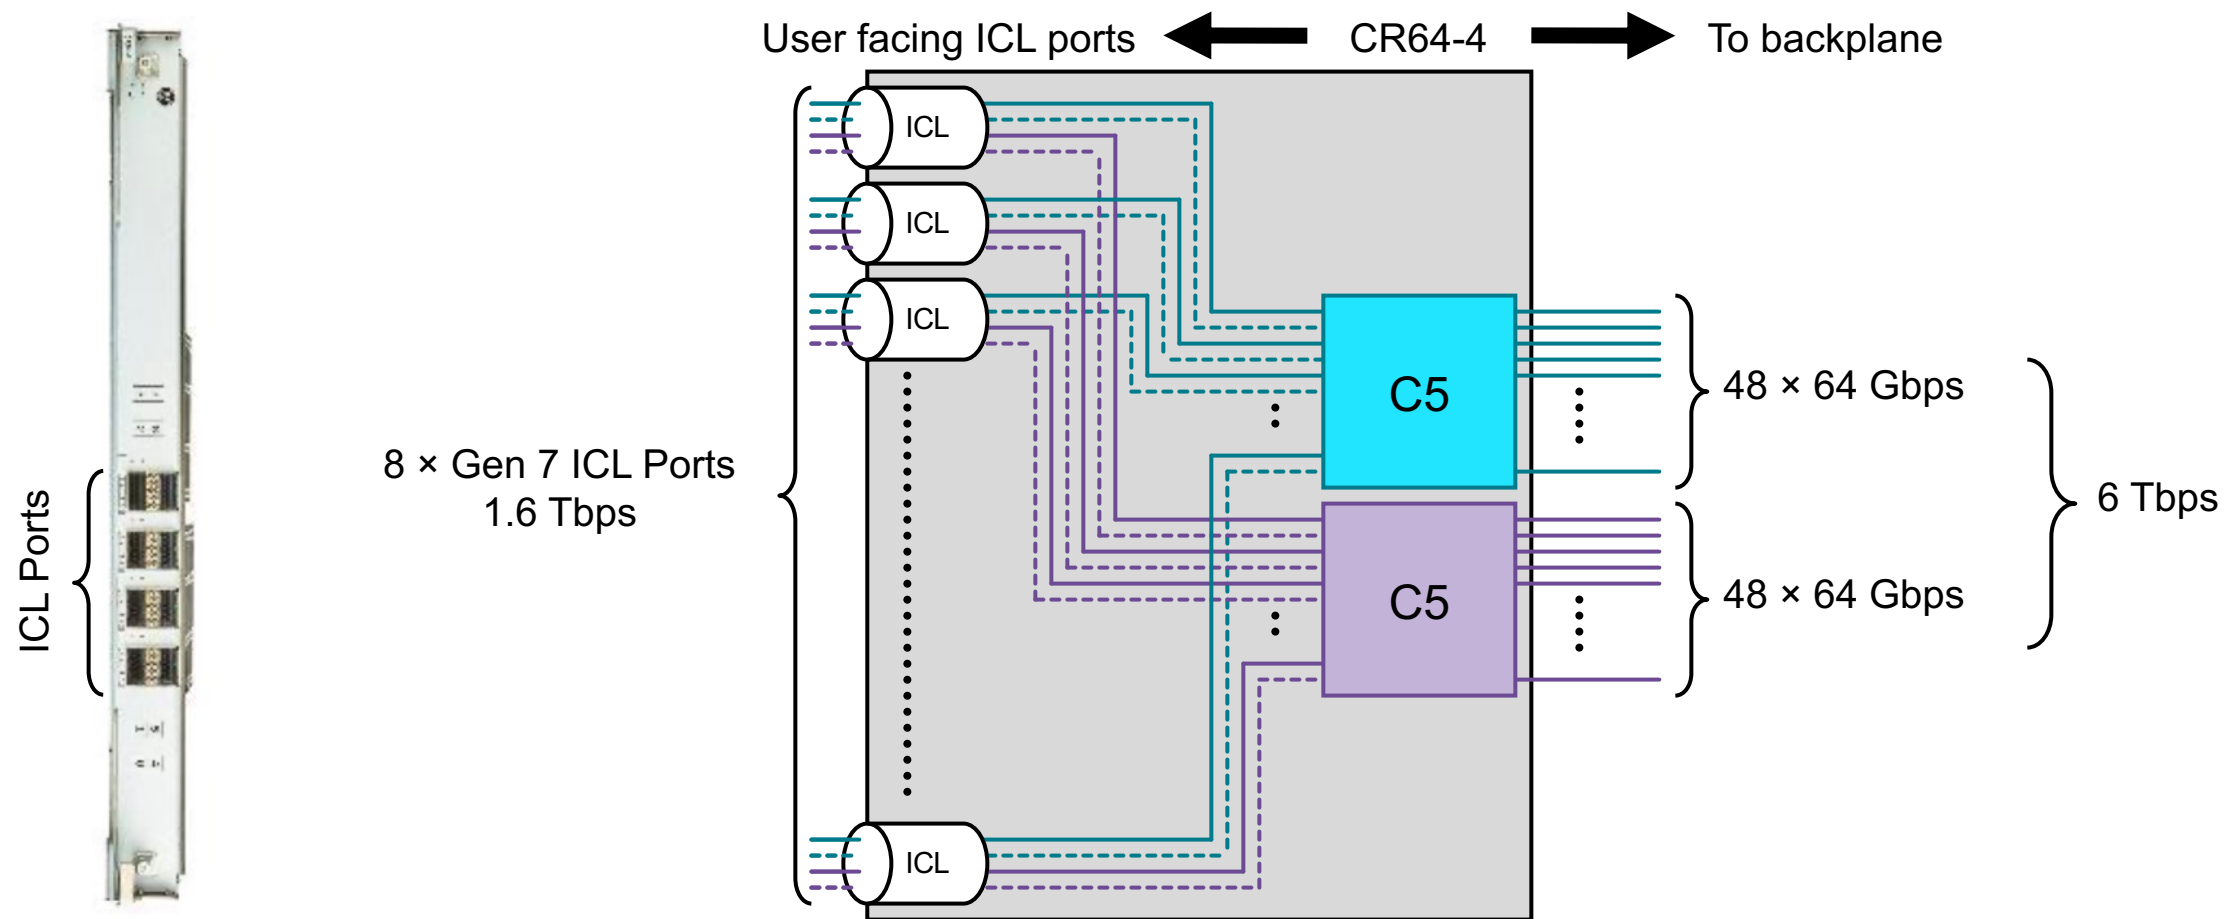 User facing ICL ports
CR64-4
To backplane
ICL
ICL
ICL
ICL
ICL Ports
8 × Gen 7 ICL Ports
1.6 Tbps
C5
C5
48 × 64 Gbps
48 × 64 Gbps
6 Tbps